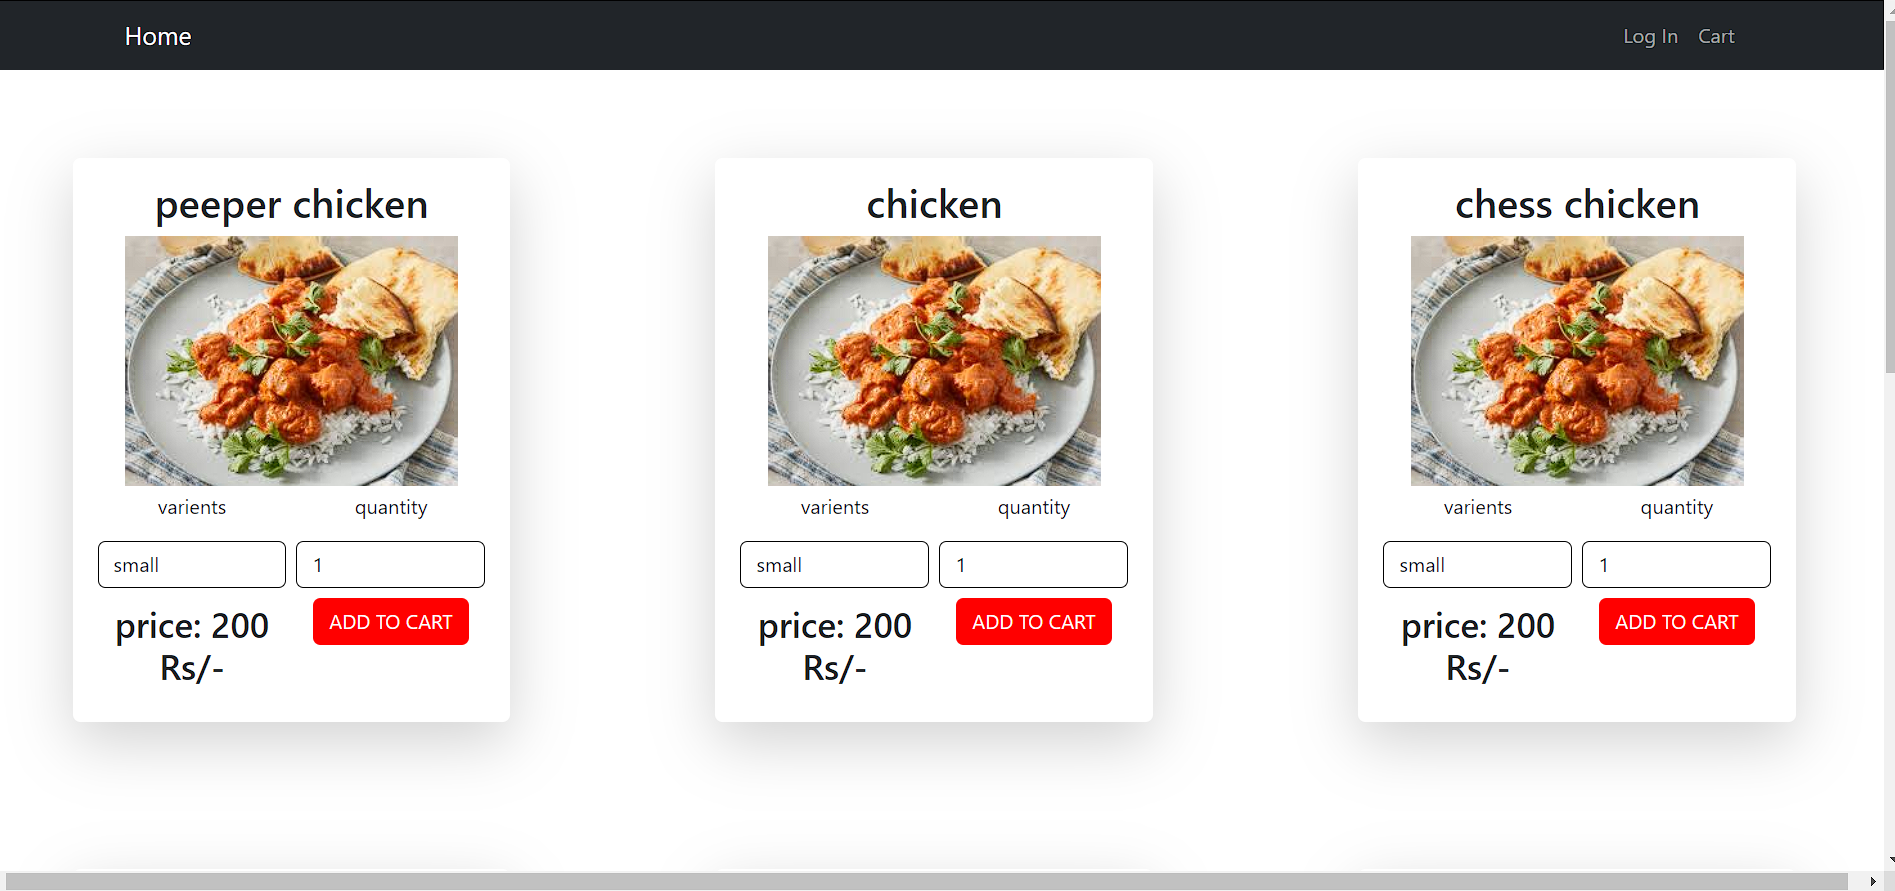 Home
Log In Cart
peeper chicken
varients quantity
small 1
price: 200 ADD TO CART
Rs/-
chicken
varients quantity
small 1
price: 200 ADD TO CART
Rs/-
chess chicken
varients quantity
small 1
price: 200 ADD TO CART
Rs/-